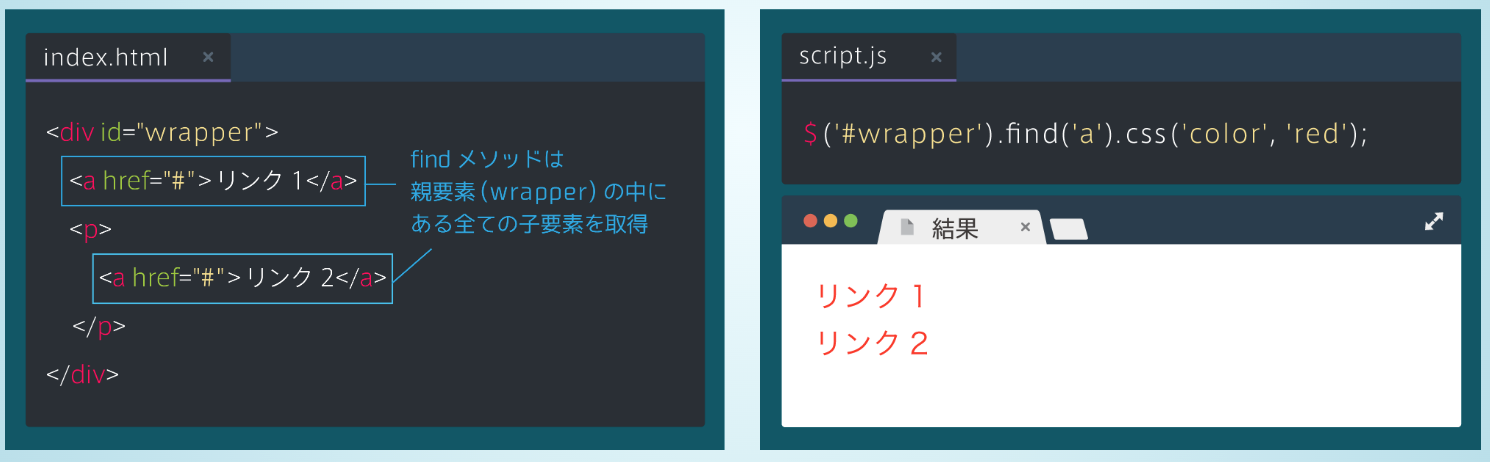 index.html ×
<div id="wrapper">
<a href="#">リンク 1</a>
<p>
<a href="#">リンク 2</a>
</p>
</div>
find メソッドは
親要素(wrapper)の中に
ある全ての子要素を取得
script.js ×
$('#wrapper').find('a').css('color', 'red');
結果 ×
リンク 1
リンク 2